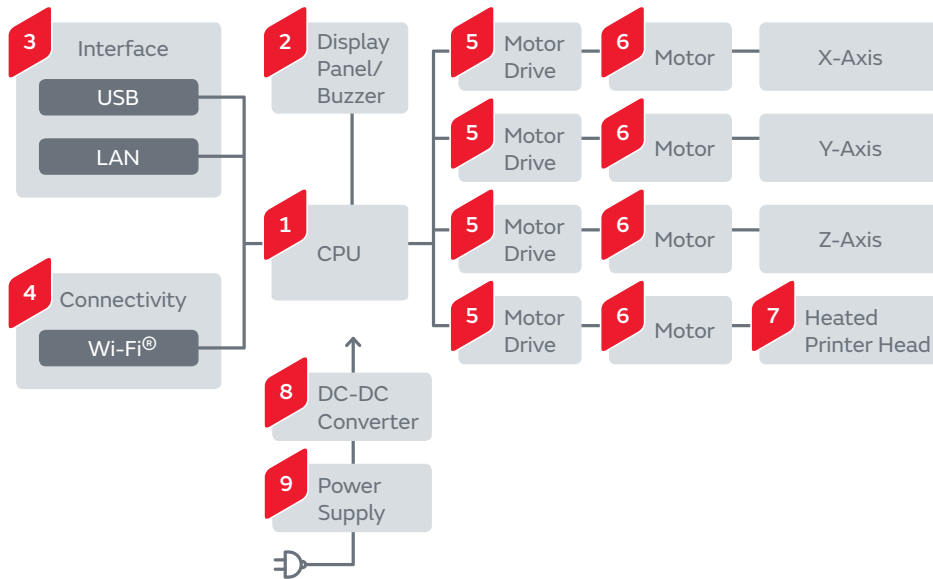 3
Interface
USB
LAN
4
Connectivity
Wi-Fi®
2
Display
Panel/
Buzzer
1
CPU
8
DC-DC
Converter
9
Power
Supply
5
Motor
Drive
6
Motor
X-Axis
5
Motor
Drive
6
Motor
Y-Axis
5
Motor
Drive
6
Motor
Z-Axis
5
Motor
Drive
6
Motor
7
Heated
Printer Head